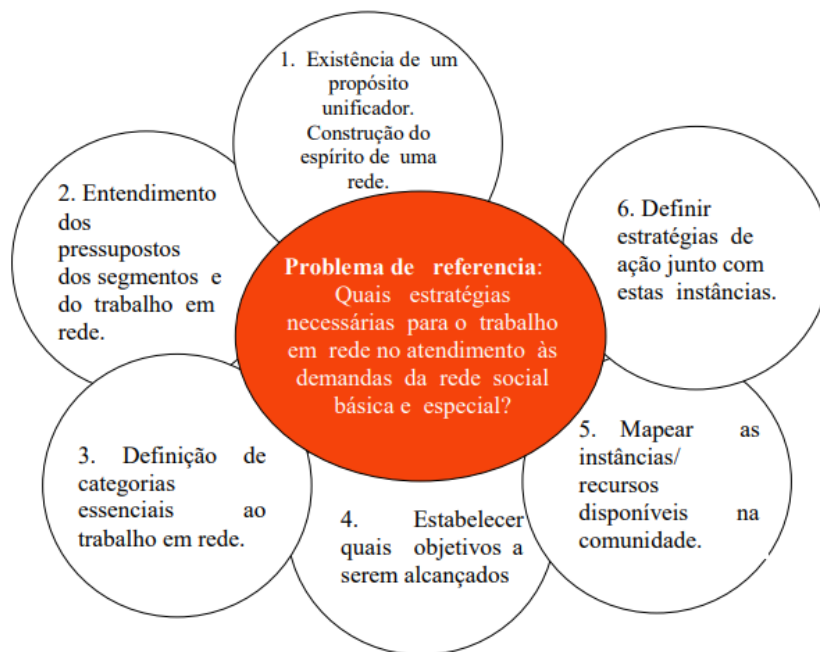 1. Existência de um
propósito
unificador.
Construção do
espírito de uma
rede.
2. Entendimento
dos
pressupostos
dos segmentos e
do trabalho em
rede.
3. Definição de
categorias
essenciais ao
trabalho em rede.
4. Estabelecer
quais objetivos a
serem alcançados
5. Mapear as
instâncias/
recursos
disponíveis na
comunidade.
6. Definir
estratégias de
ação junto com
estas instâncias.
Problema de referencia:
Quais estratégias
necessárias para o trabalho
em rede no atendimento às
demandas da rede social
básica e especial?